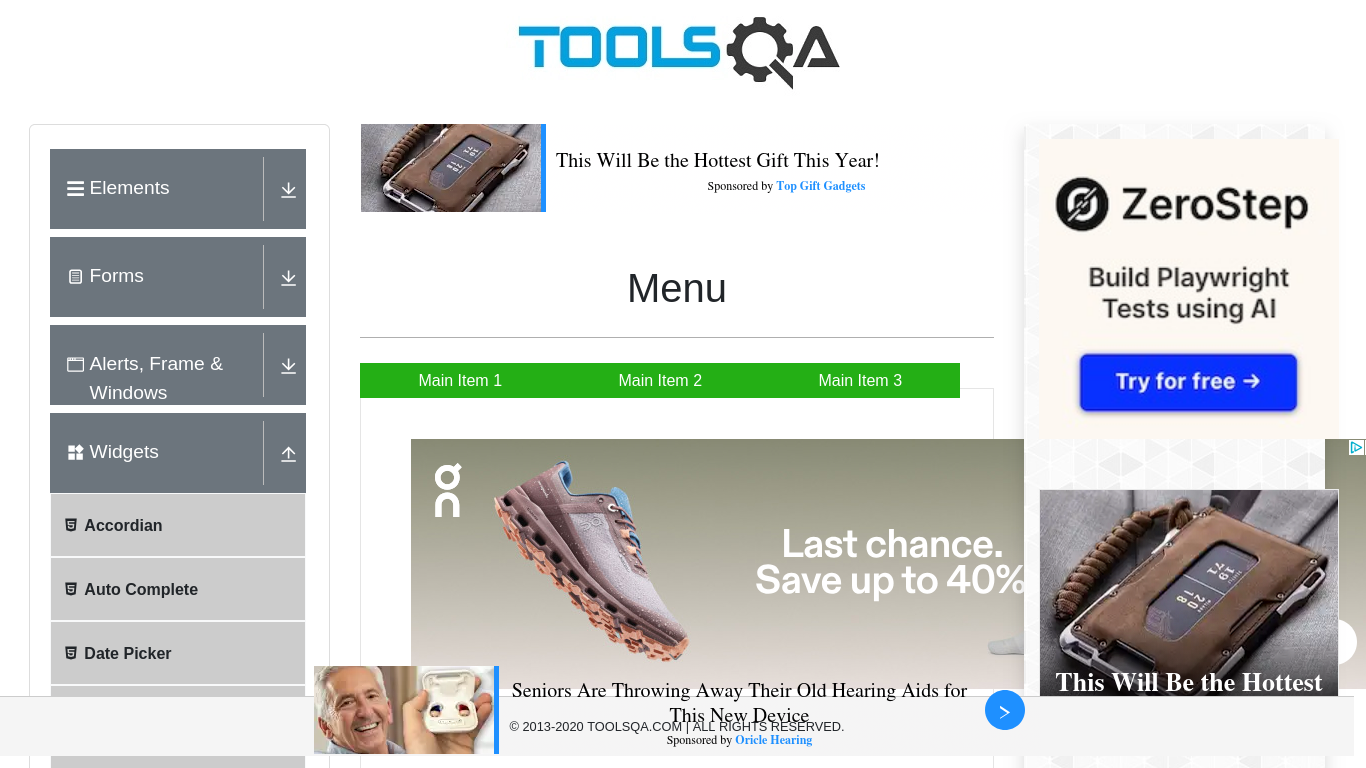 TOOLSQA
Elements
Forms
Alerts, Frame &
Windows
Widgets
Accordian
Auto Complete
Date Picker
This Will Be the Hottest Gift This Year!
Sponsored by Top Gift Gadgets
Menu
Main Item 1
Main Item 2
Main Item 3
on
Last chance.
Save up to 40%
ZeroStep
Build Playwright
Tests using AI
Try for free →
This Will Be the Hottest
Seniors Are Throwing Away Their Old Hearing Aids for
This New Device
© 2013-2020 TOOLSQA.COM | ALL RIGHTS RESERVED.
Sponsored by Oricle Hearing